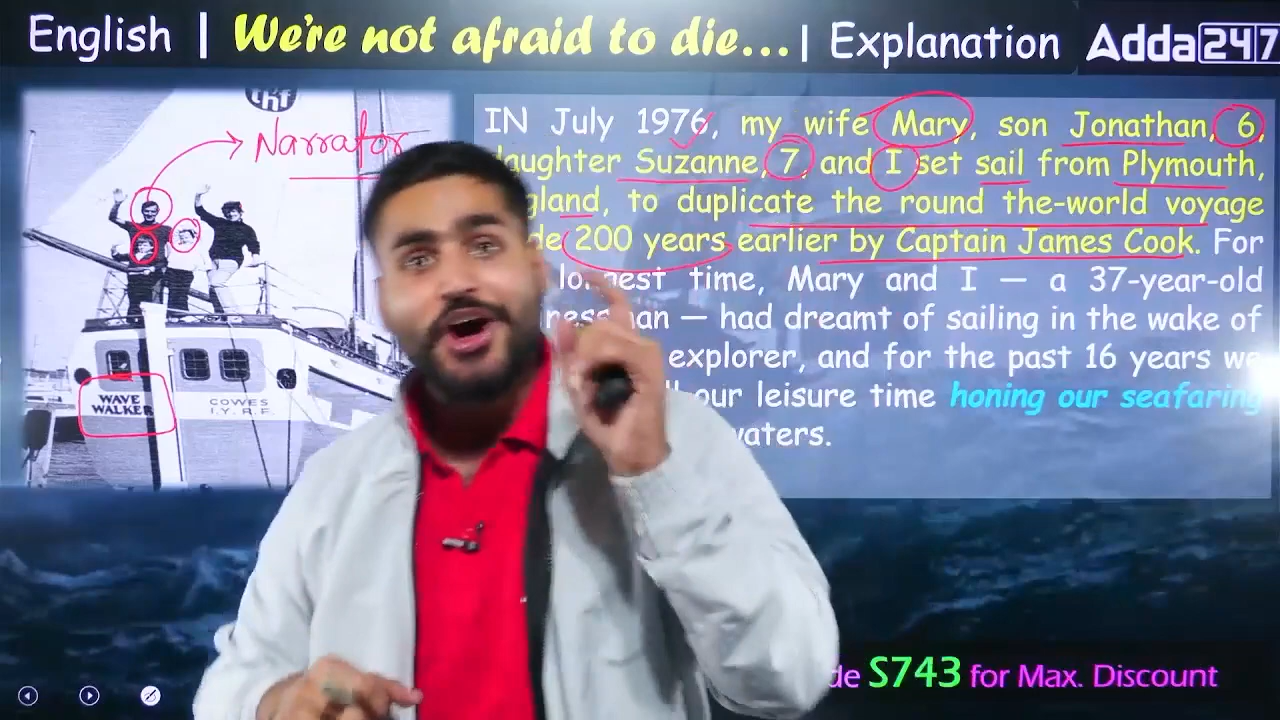 English | We're not afraid to die... | Explanation Adda247
thf
Narrator
IN July 1976, my wife Mary, son Jonathan, 6,
daughter Suzanne, 7, and I set sail from Plymouth,
gland, to duplicate the round the-world voyage
de 200 years earlier by Captain James Cook. For
longest time, Mary and I — a 37-year-old
man — had dreamt of sailing in the wake of
explorer, and for the past 16 years we
our leisure time honing our seafaring
waters.
WAVE
WALKER
COWES
I.Y.R.F.
de S743 for Max. Discount